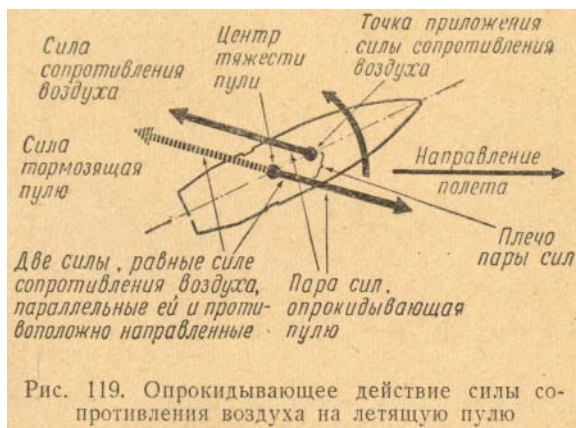 Сила
сопротивления
воздуха
Центр
тяжести
пули
Точка приложения
силы сопротивления
воздуха
Сила
тормозящая
пулю
Направление
полета
Плечо
пары сил
Две силы, равные силе
сопротивления воздуха,
параллельные ей и проти-
воположно направленные
Пара сил,
опрокидывающая
пулю
Рис. 119. Опрокидывающее действие силы со-
противления воздуха на летящую пулю